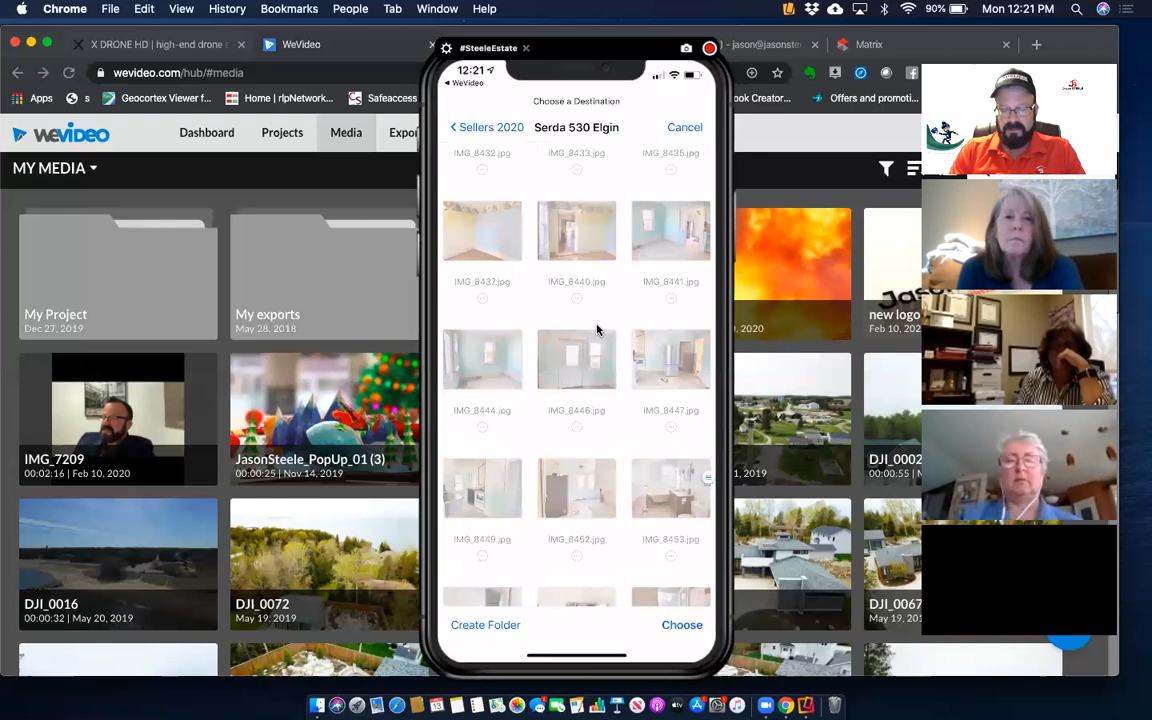 Chrome File Edit View History Bookmarks People Tab Window Help
90% Mon 12:21 PM
X DRONE HD | high-end drone
WeVideo
#SteeleEstate
- jason@jasonste
Matrix
wevideo.com/hub/#media
Apps
s
Geocortex Viewer f...
Home | rlpNetwork...
Safeaccess
ook Creator...
Offers and promoti...
12:21
WeVideo
Choose a Destination
Sellers 2020
Serda 530 Elgin
Cancel
wevideo
Dashboard
Projects
Media
Expo
MY MEDIA
IMG_8432.jpg
IMG_8433.jpg
IMG_8435.jpg
IMG_8437.jpg
IMG_8440.jpg
IMG_8441.jpg
IMG_8444.jpg
IMG_8446.jpg
IMG_8447.jpg
IMG_8449.jpg
IMG_8452.jpg
IMG_8453.jpg
Create Folder
Choose
My Project
Dec 27, 2019
My exports
May 28, 2018
0, 2020
new logo
Feb 10, 202
IMG_7209
00:02:16 | Feb 10, 2020
JasonSteele_PopUp_01 (3)
00:00:25 | Nov 14, 2019
1, 2019
DJI_0002
00:00:55 |
DJI_0016
00:00:32 | May 20, 2019
DJI_0072
May 19, 2019
DJI_0067
May 19, 201